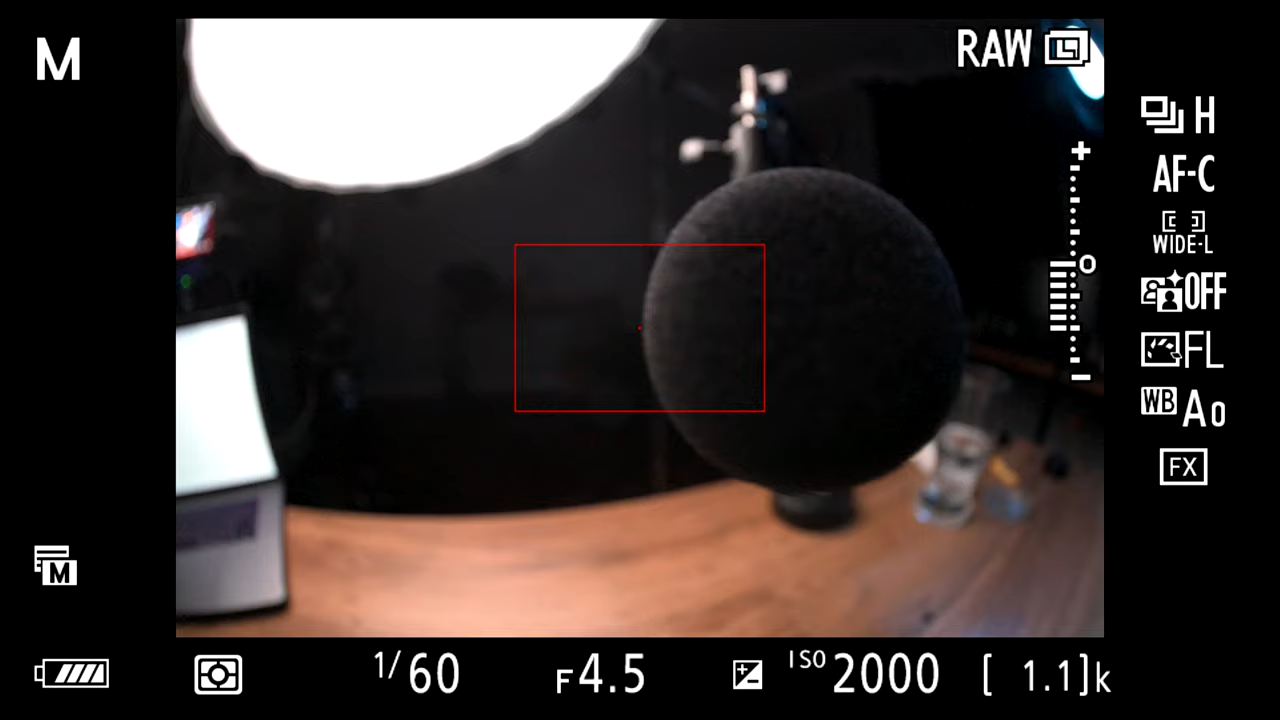 M
RAW L
H
AF-C
WIDE-L
OFF
FL
WB A0
FX
M
1/60 F4.5 ISO 2000 [ 1.1]k